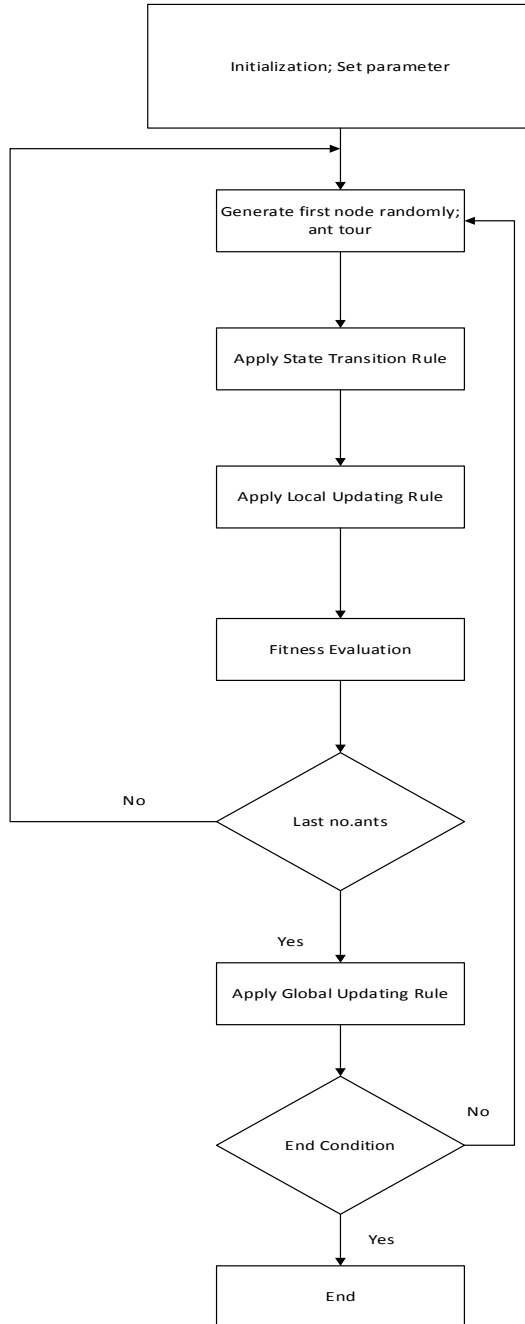 Initialization; Set parameter
Generate first node randomly;
ant tour
Apply State Transition Rule
Apply Local Updating Rule
Fitness Evaluation
No
Last no.ants
Yes
Apply Global Updating Rule
No
End Condition
Yes
End